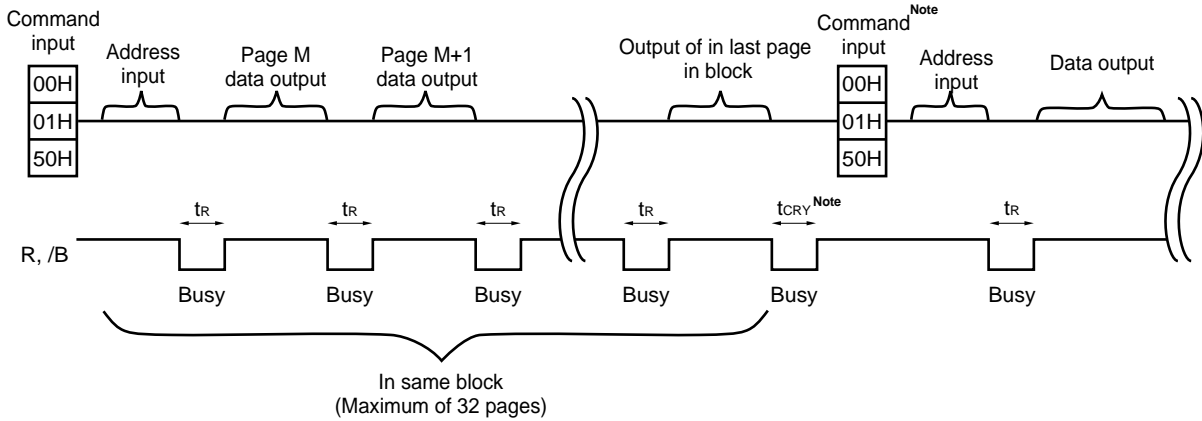 Command
input
Address
input
Page M
data output
Page M+1
data output
Output of in last page
in block
Command Note
input
Address
input
Data output
00H
01H
50H
00H
01H
50H
tR
tR
tR
tR
tCRY Note
tR
R, /B
Busy
Busy
Busy
Busy
Busy
Busy
In same block
(Maximum of 32 pages)